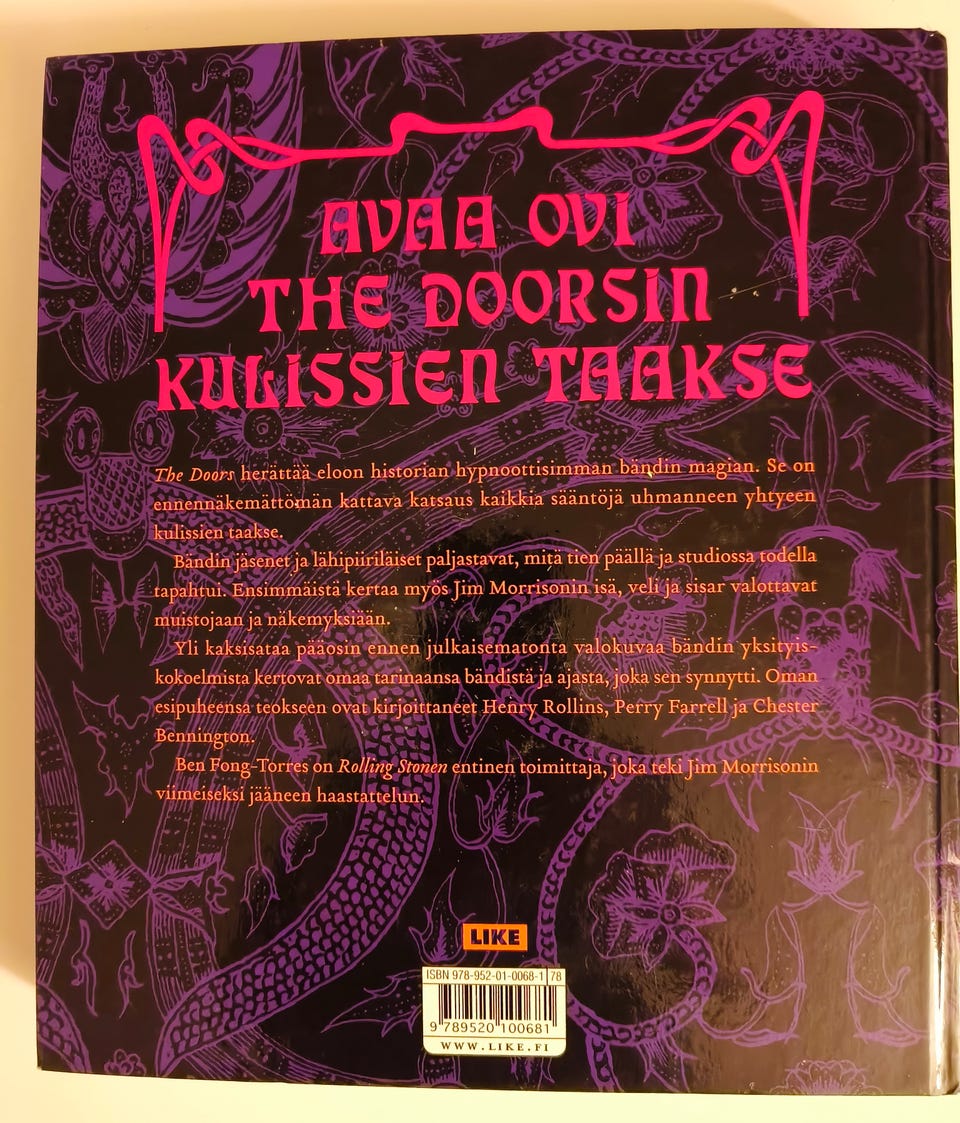 AVAA OVI
THE DOORSIN
KULISSIEN TAAKSE
The Doors herättää eloon historian hypnoottisimman bändin magian. Se on
ennennäkemättömän kattava katsaus kaikkia sääntöjä uhmanneen yhtyeen
kulissien taakse.
Bändin jäsenet ja lähipiiriläiset paljastavat, mitä tien päällä ja studiossa todella
tapahtui. Ensimmäistä kertaa myös Jim Morrisonin isä, veli ja sisar valottavat
muistojaan ja näkemyksiään.
Yli kaksisataa pääosin ennen julkaisematonta valokuvaa bändin yksityis-
kokoelmista kertovat omaa tarinaansa bändistä ja ajasta, joka sen synnytti. Oman
esipuheensa teokseen ovat kirjoittaneet Henry Rollins, Perry Farrell ja Chester
Bennington.
Ben Fong-Torres on Rolling Stonen entinen toimittaja, joka teki Jim Morrisonin
viimeiseksi jääneen haastattelun.
LIKE
ISBN 978-952-01-0068-1 78
9 789520 100681
WWW.LIKE.FI